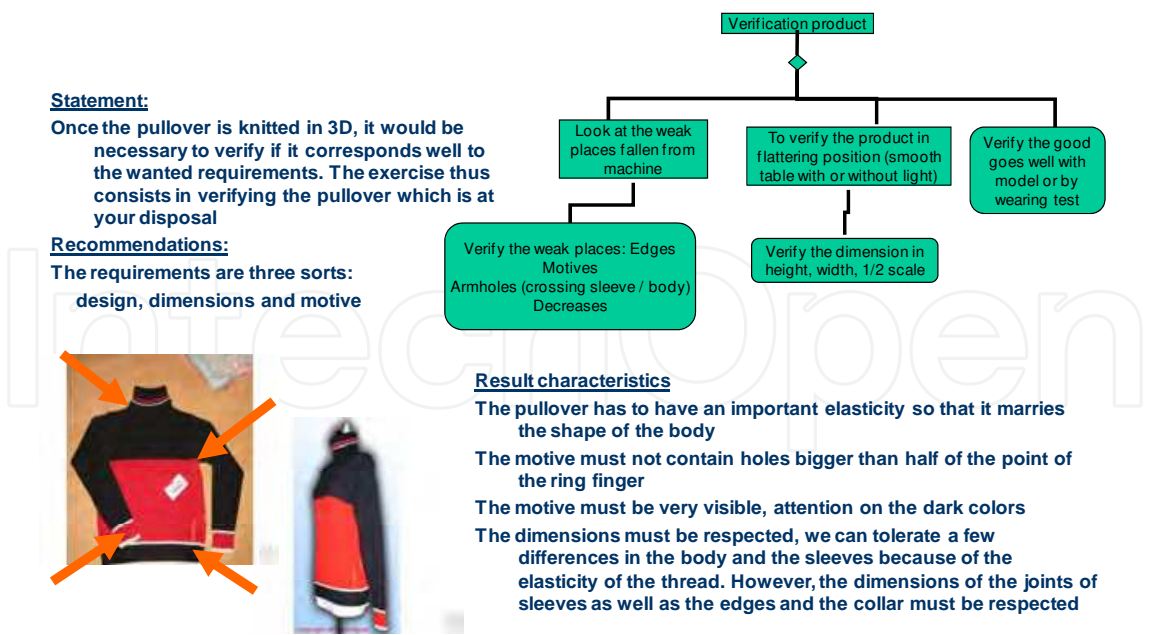 Verification product
Statement:
Once the pullover is knitted in 3D, it would be
necessary to verify if it corresponds well to
the wanted requirements. The exercise thus
consists in verifying the pullover which is at
your disposal
Recommendations:
The requirements are three sorts:
design, dimensions and motive
Look at the weak
places fallen from
machine
To verify the product in
flattering position (smooth
table with or without light)
Verify the good
goes well with
model or by
wearing test
Verify the weak places: Edges
Motives
Armholes (crossing sleeve / body)
Decreases
Verify the dimension in
height, width, 1/2 scale
IntechOpen
Result characteristics
The pullover has to have an important elasticity so that it marries
the shape of the body
The motive must not contain holes bigger than half of the point of
the ring finger
The motive must be very visible, attention on the dark colors
The dimensions must be respected, we can tolerate a few
differences in the body and the sleeves because of the
elasticity of the thread. However, the dimensions of the joints of
sleeves as well as the edges and the collar must be respected